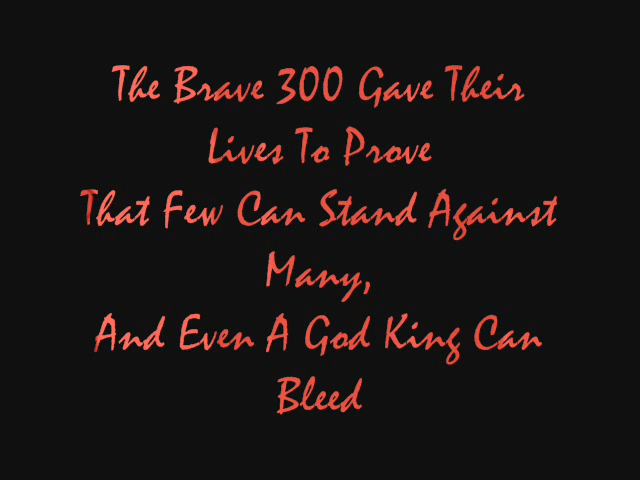 The Brave 300 Gave Their
Lives To Prove
That Few Can Stand Against
Many,
And Even A God King Can
Bleed